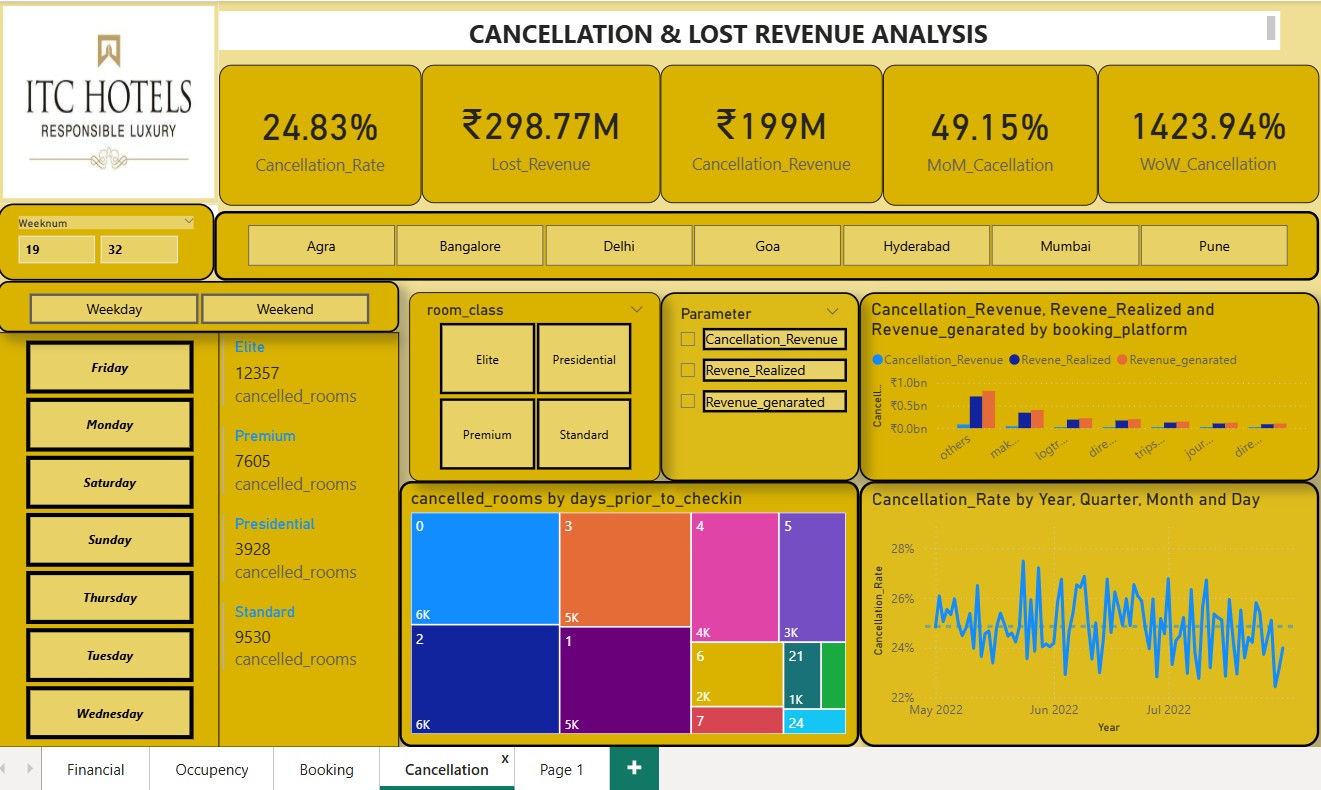 CANCELLATION & LOST REVENUE ANALYSIS
ITC HOTELS
RESPONSIBLE LUXURY
24.83%
Cancellation_Rate
₹298.77M
Lost_Revenue
₹199M
Cancellation_Revenue
49.15%
MoM_Cacellation
1423.94%
WoW_Cancellation
Weeknum
19 32
Agra Bangalore Delhi Goa Hyderabad Mumbai Pune
Weekday Weekend
Friday
Monday
Saturday
Sunday
Thursday
Tuesday
Wednesday
Elite
12357
cancelled_rooms
Premium
7605
cancelled_rooms
Presidential
3928
cancelled_rooms
Standard
9530
cancelled_rooms
room_class
Elite Presidential
Premium Standard
Parameter
Cancellation_Revenue
Revene_Realized
Revenue_genarated
Cancellation_Revenue, Revene_Realized and
Revenue_genarated by booking_platform
Cancellation_Revenue Revene_Realized Revenue_genarated
Cancell..
₹1.0bn
₹0.5bn
₹0.0bn
others mak... logtr... dire... trips... jour... dire...
cancelled_rooms by days_prior_to_checkin
0
6K
3
5K
4
4K
5
3K
2
6K
1
5K
6
2K
21
1K
7
24
Cancellation_Rate by Year, Quarter, Month and Day
Cancellation_Rate
28%
26%
24%
22%
May 2022 Jun 2022 Jul 2022
Year
Financial Occupency Booking Cancellation x Page 1 +